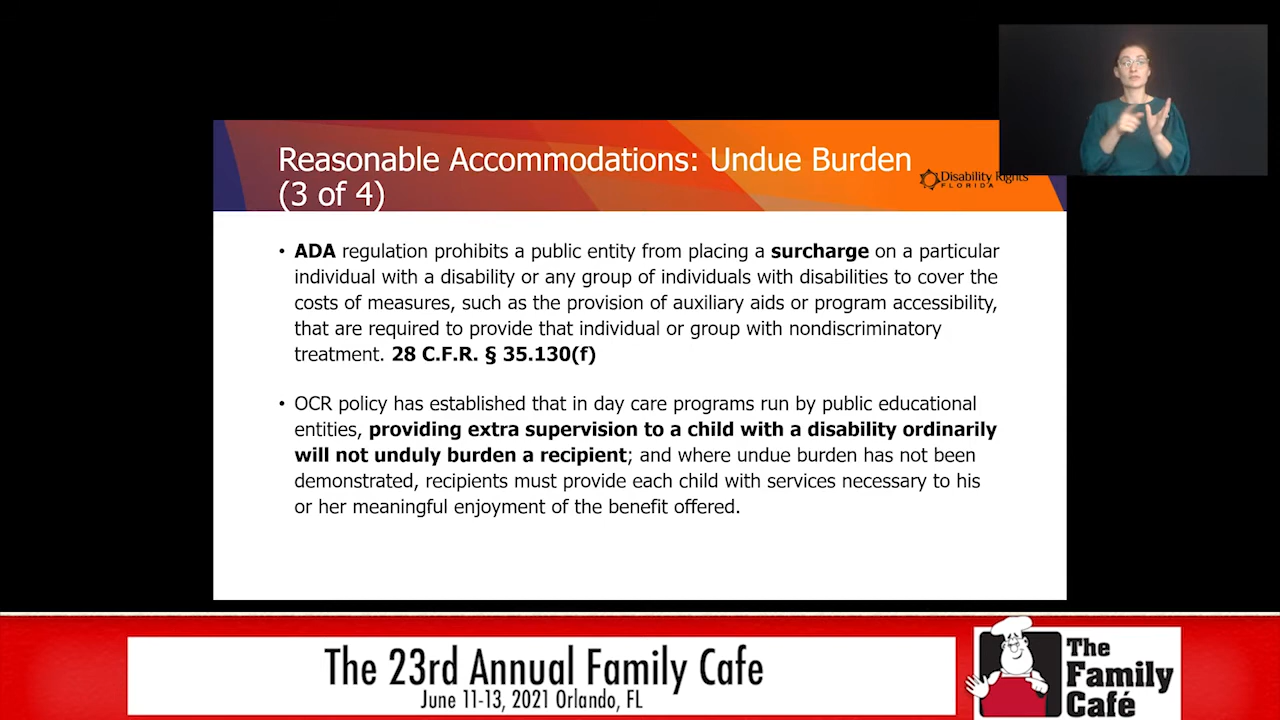 Reasonable Accommodations: Undue Burden
(3 of 4)
Disability Rights
FLORIDA
• ADA regulation prohibits a public entity from placing a surcharge on a particular
individual with a disability or any group of individuals with disabilities to cover the
costs of measures, such as the provision of auxiliary aids or program accessibility,
that are required to provide that individual or group with nondiscriminatory
treatment. 28 C.F.R. § 35.130(f)
• OCR policy has established that in day care programs run by public educational
entities, providing extra supervision to a child with a disability ordinarily
will not unduly burden a recipient; and where undue burden has not been
demonstrated, recipients must provide each child with services necessary to his
or her meaningful enjoyment of the benefit offered.
The 23rd Annual Family Cafe
June 11-13, 2021 Orlando, FL
The
Family
Café